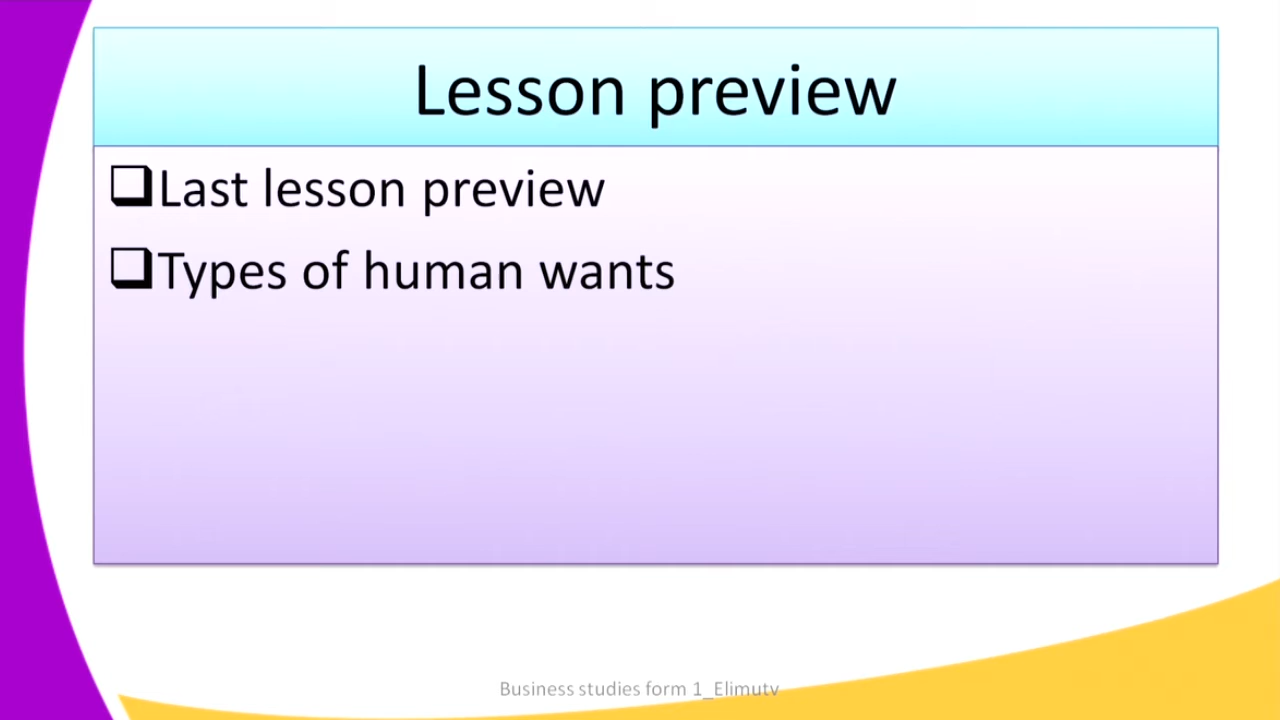 Lesson preview
Last lesson preview
Types of human wants
Business studies form 1_Elimutv